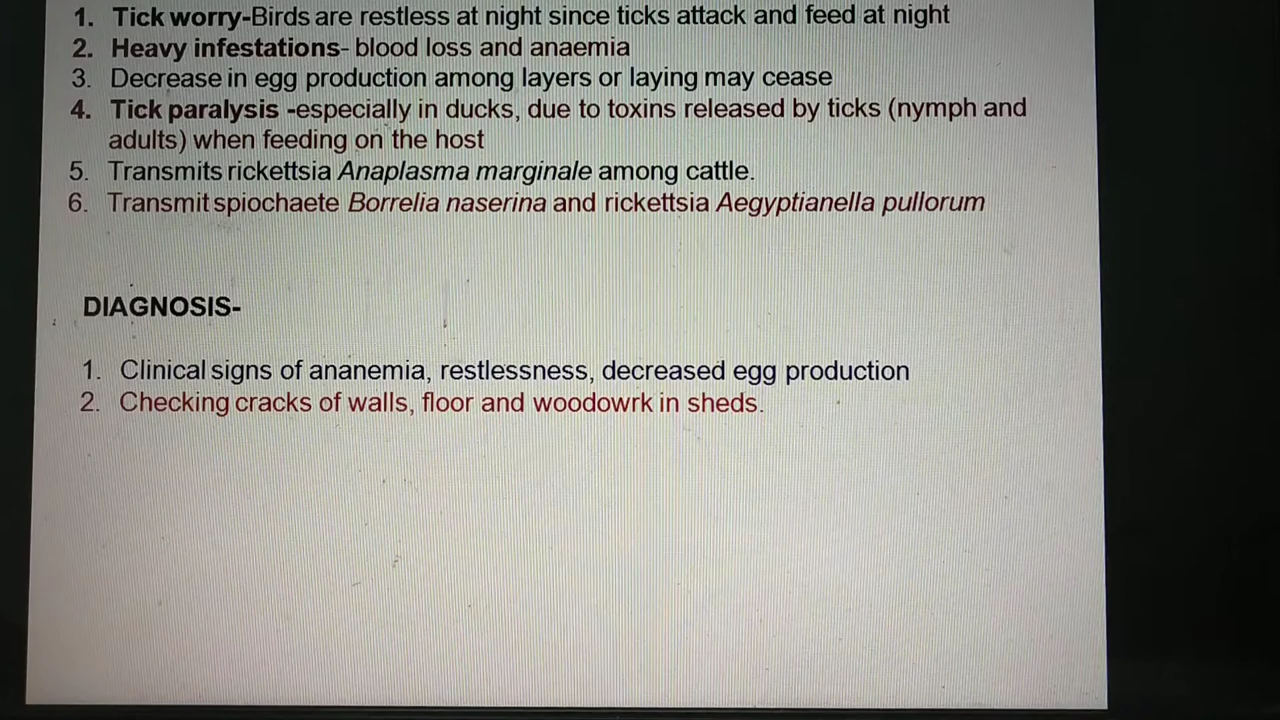 1. Tick worry-Birds are restless at night since ticks attack and feed at night
2. Heavy infestations- blood loss and anaemia
3. Decrease in egg production among layers or laying may cease
4. Tick paralysis -especially in ducks, due to toxins released by ticks (nymph and
adults) when feeding on the host
5. Transmits rickettsia Anaplasma marginale among cattle.
6. Transmit spiochaete Borrelia naserina and rickettsia Aegyptianella pullorum
DIAGNOSIS-
1. Clinical signs of ananemia, restlessness, decreased egg production
2. Checking cracks of walls, floor and woodowrk in sheds.